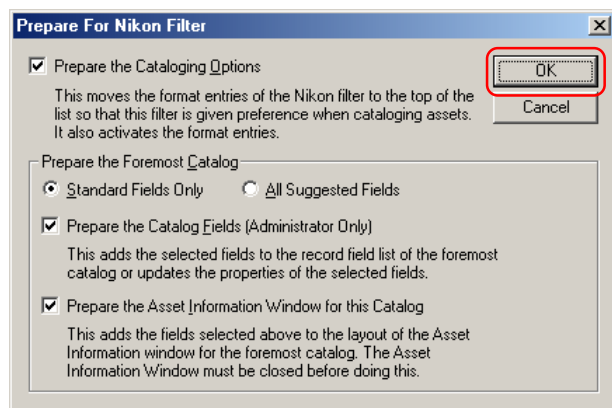 Prepare For Nikon Filter
Prepare the Cataloging Options
OK
This moves the format entries of the Nikon filter to the top of the
list so that this filter is given preference when cataloging assets.
It also activates the format entries.
Cancel
Prepare the Foremost Catalog
Standard Fields Only All Suggested Fields
Prepare the Catalog Fields (Administrator Only)
This adds the selected fields to the record field list of the foremost
catalog or updates the properties of the selected fields.
Prepare the Asset Information Window for this Catalog
This adds the fields selected above to the layout of the Asset
Information window for the foremost catalog. The Asset
Information Window must be closed before doing this.